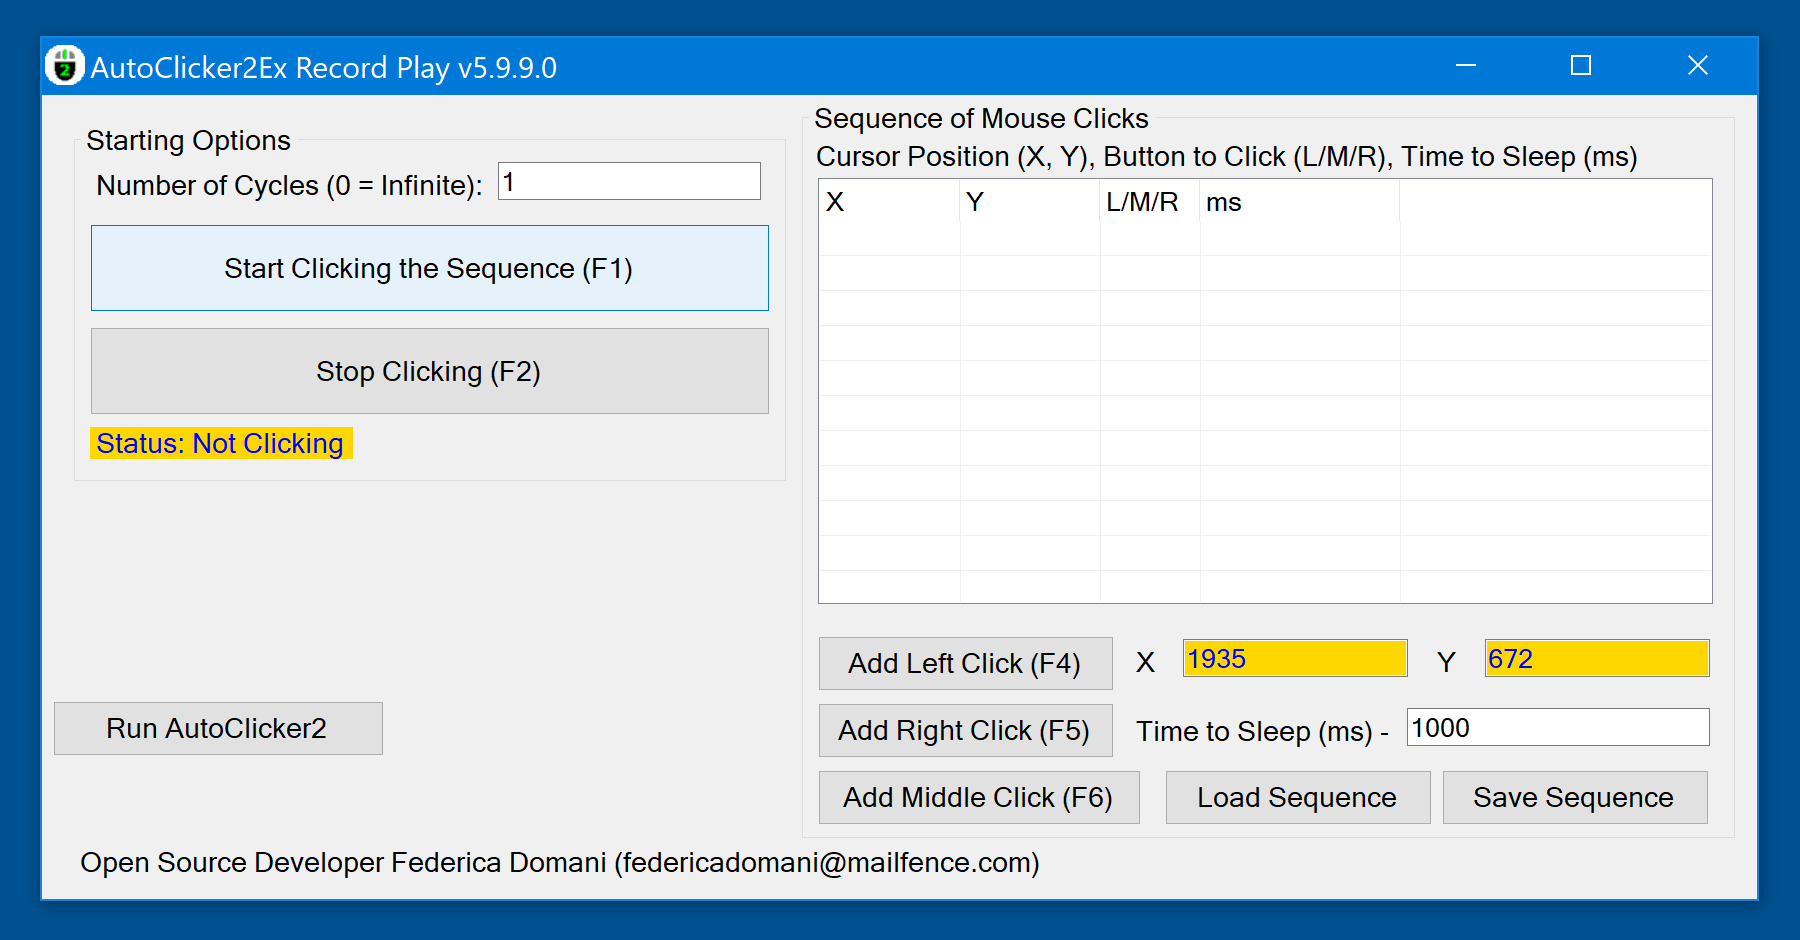 AutoClicker2Ex Record Play v5.9.9.0
Starting Options
Number of Cycles (0 = Infinite): 1
Start Clicking the Sequence (F1)
Stop Clicking (F2)
Status: Not Clicking
Run AutoClicker2
Sequence of Mouse Clicks
Cursor Position (X, Y), Button to Click (L/M/R), Time to Sleep (ms)
X Y L/M/R ms
Add Left Click (F4) X 1935 Y 672
Add Right Click (F5) Time to Sleep (ms) - 1000
Add Middle Click (F6) Load Sequence Save Sequence
Open Source Developer Federica Domani (federicadomani@mailfence.com)